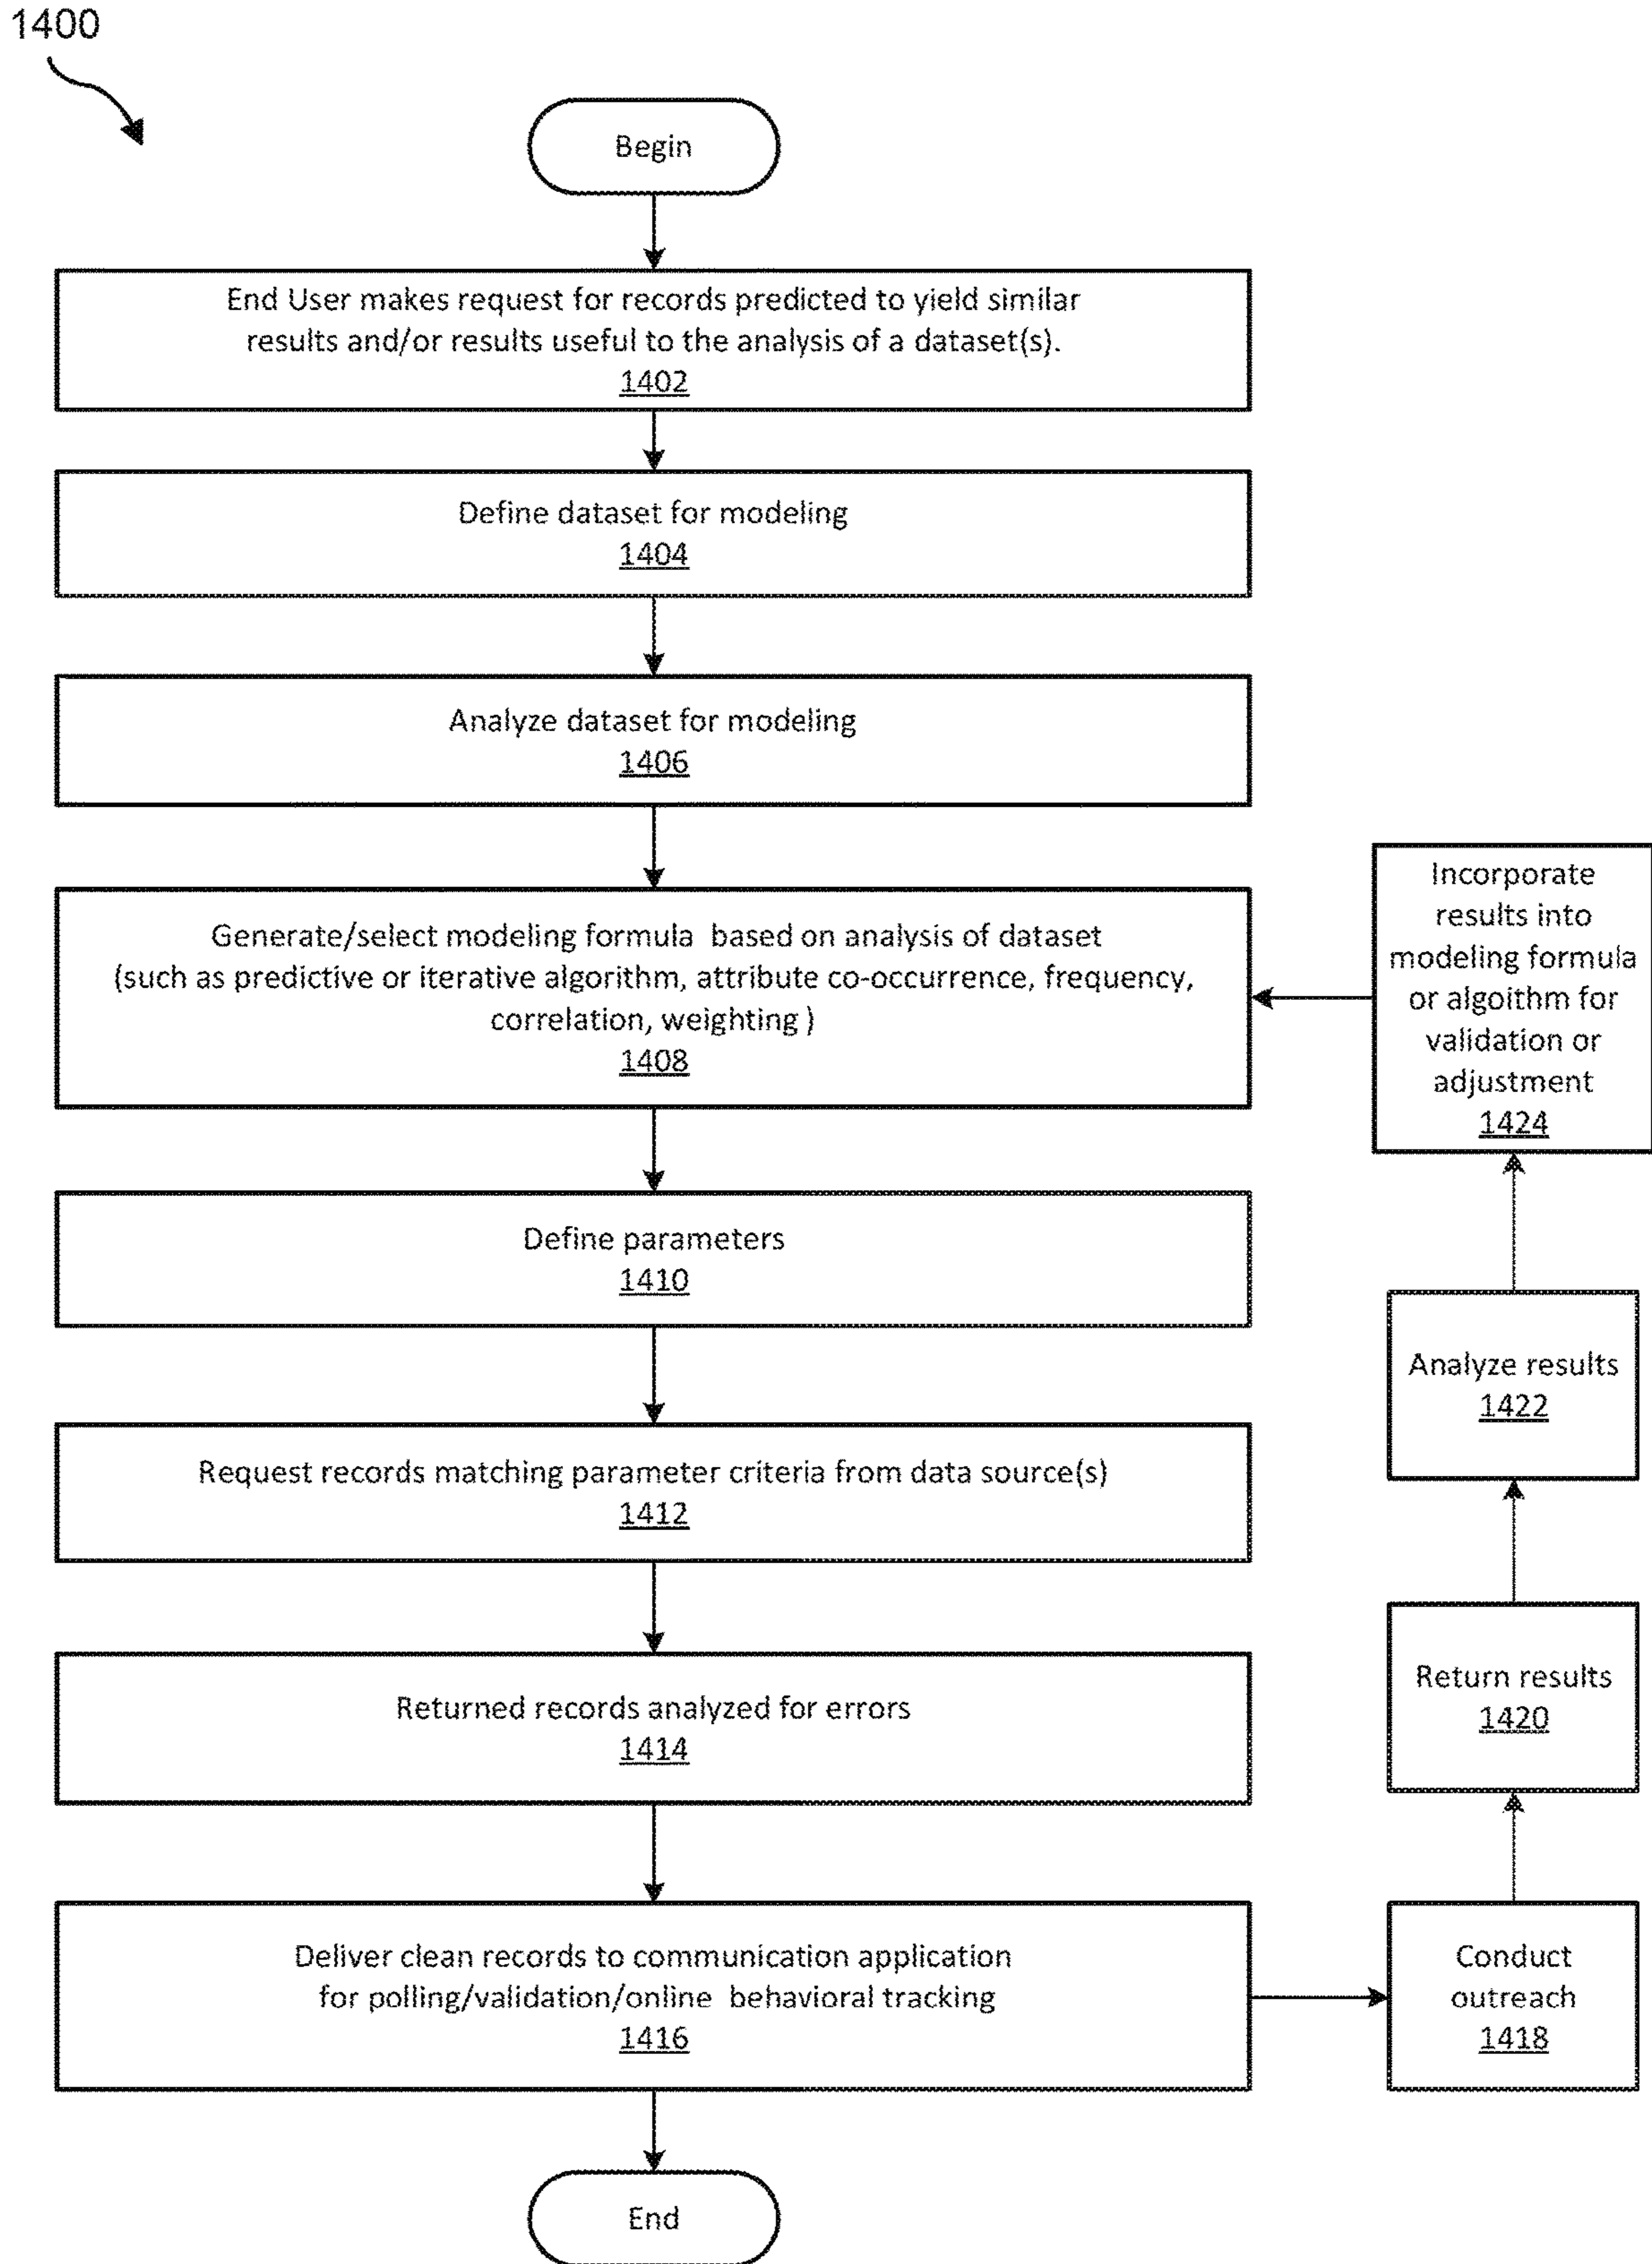 1400
Begin
End User makes request for records predicted to yield similar
results and/or results useful to the analysis of a dataset(s).
1402
Define dataset for modeling
1404
Analyze dataset for modeling
1406
Generate/select modeling formula based on analysis of dataset
(such as predictive or iterative algorithm, attribute co-occurrence, frequency,
correlation, weighting )
1408
Define parameters
1410
Request records matching parameter criteria from data source(s)
1412
Returned records analyzed for errors
1414
Deliver clean records to communication application
for polling/validation/online behavioral tracking
1416
End
Conduct
outreach
1418
Return results
1420
Analyze results
1422
Incorporate
results into
modeling formula
or algoithm for
validation or
adjustment
1424